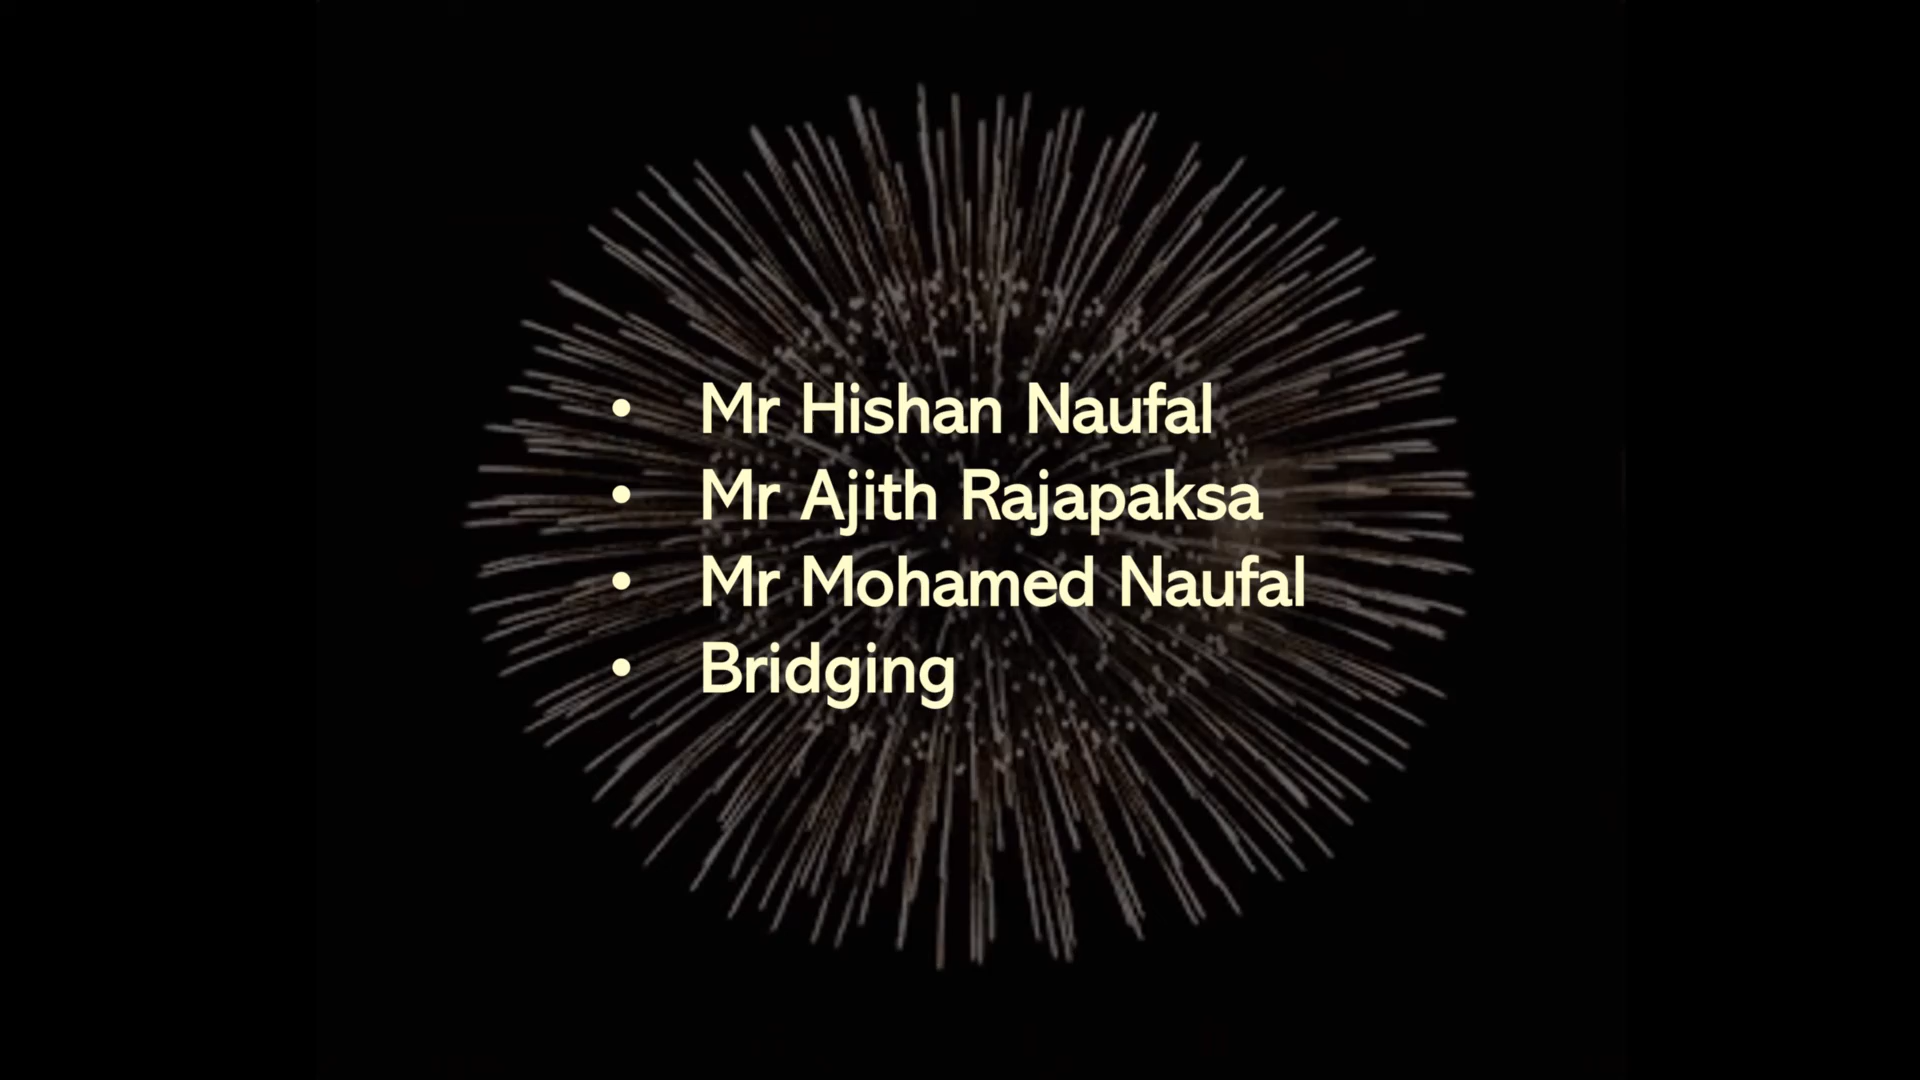 • Mr Hishan Naufal
• Mr Ajith Rajapaksa
• Mr Mohamed Naufal
• Bridging